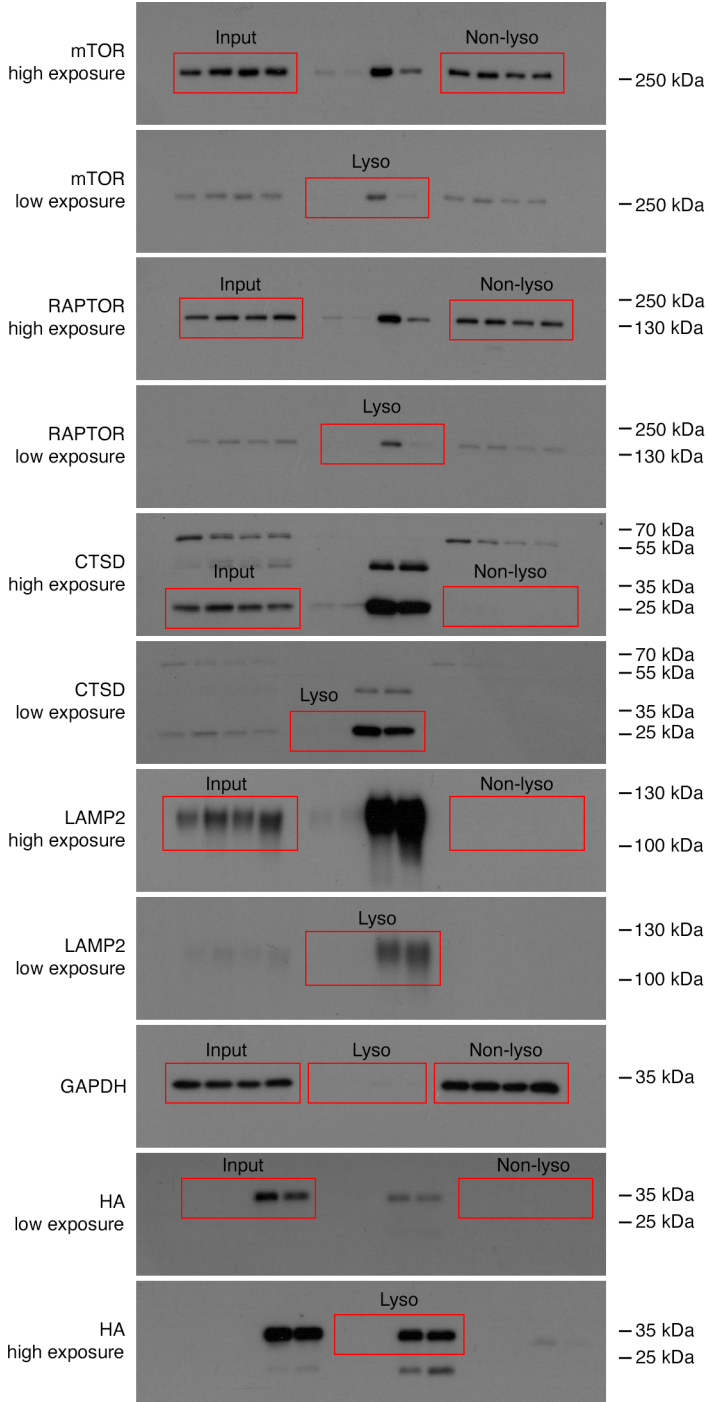 mTOR
high exposure
Input
Non-lyso
250 kDa
mTOR
low exposure
Lyso
250 kDa
RAPTOR
high exposure
Input
Non-lyso
250 kDa
130 kDa
RAPTOR
low exposure
Lyso
250 kDa
130 kDa
CTSD
high exposure
Input
Non-lyso
70 kDa
55 kDa
35 kDa
25 kDa
CTSD
low exposure
Lyso
70 kDa
55 kDa
35 kDa
25 kDa
LAMP2
high exposure
Input
Non-lyso
130 kDa
100 kDa
LAMP2
low exposure
Lyso
130 kDa
100 kDa
GAPDH
Input
Lyso
Non-lyso
35 kDa
HA
low exposure
Input
Non-lyso
35 kDa
25 kDa
HA
high exposure
Lyso
35 kDa
25 kDa